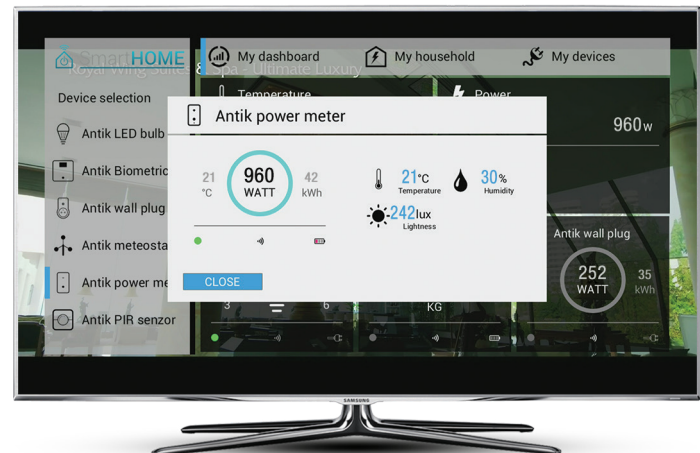 SmartHOME
My dashboard
My household
My devices
Royal Wing Suites & Spa - Ultimate Luxury
Device selection
Temperature
Power
Antik LED bulb
960w
Antik Biometric
Antik wall plug
Antik meteosta
Antik power me
Antik PIR senzor
Antik power meter
21
°C
960
WATT
42
kWh
21°C
Temperature
30%
Humidity
-242lux
Lightness
CLOSE
Antik wall plug
252
WATT
35
kWh
3
6
KG
SAMSUNG